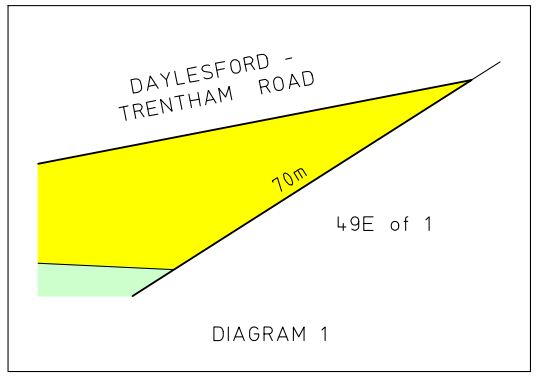 DAYLESFORD -
TRENTHAM ROAD
70m
49E of 1
DIAGRAM 1